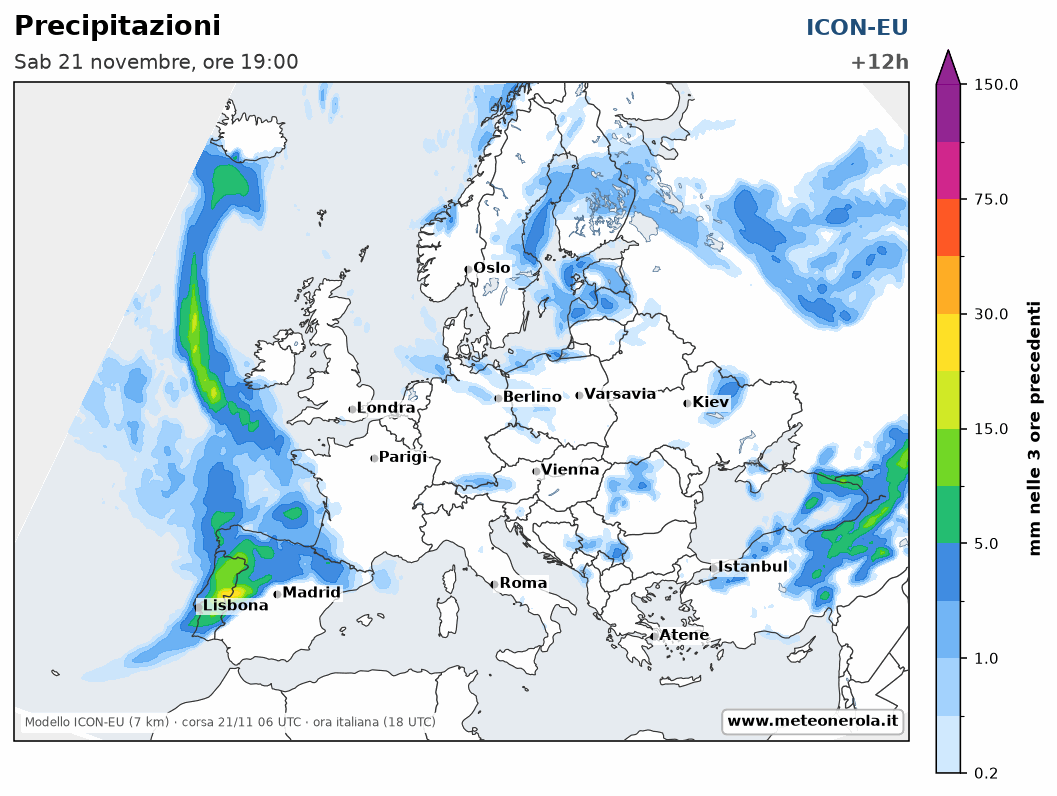 Precipitazioni
ICON-EU
Sab 21 novembre, ore 19:00
+12h
150.0
75.0
30.0
15.0
5.0
1.0
0.2
mm nelle 3 ore precedenti
Oslo
Berlino
Varsavia
Kiev
Londra
Parigi
Vienna
Istanbul
Roma
Madrid
Lisbona
Atene
Modello ICON-EU (7 km) · corsa 21/11 06 UTC · ora italiana (18 UTC)
www.meteonerola.it